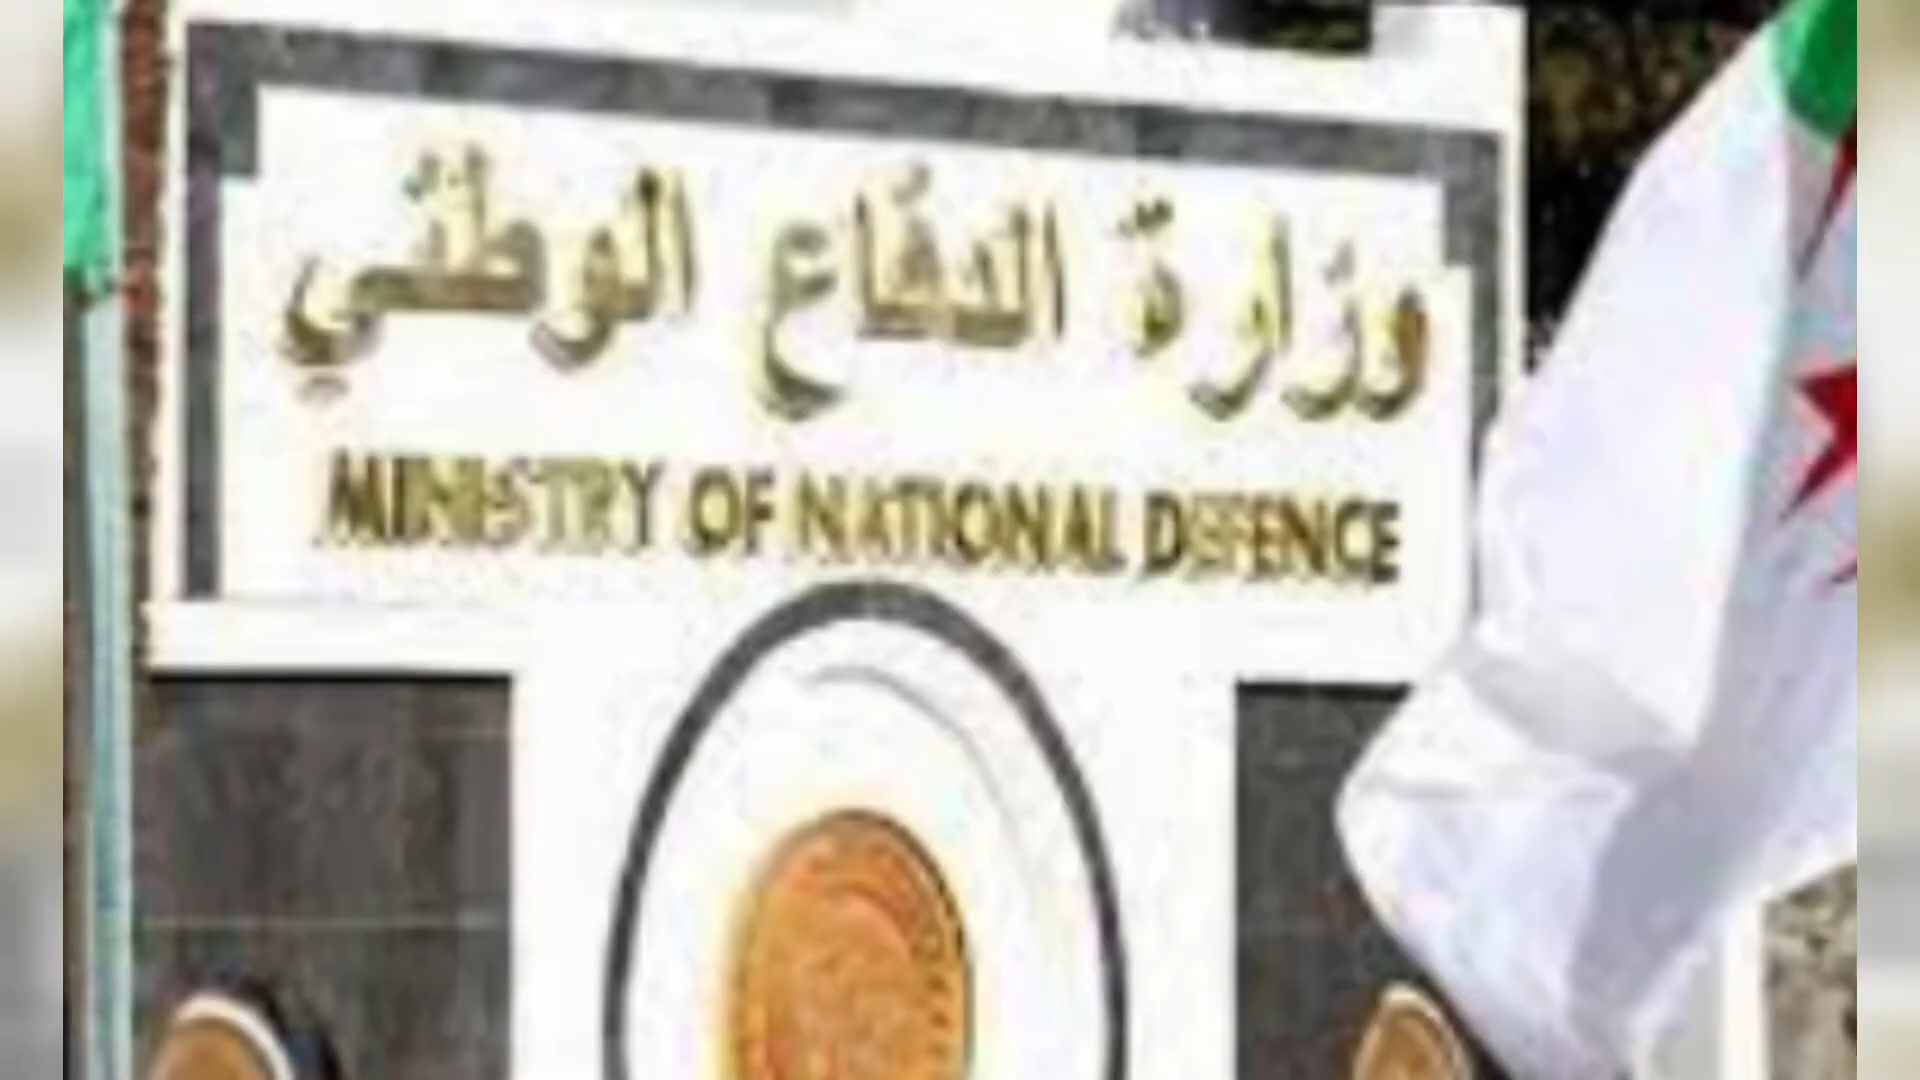 وزارة الدفاع الوطني
MINISTRY OF NATIONAL DEFENCE